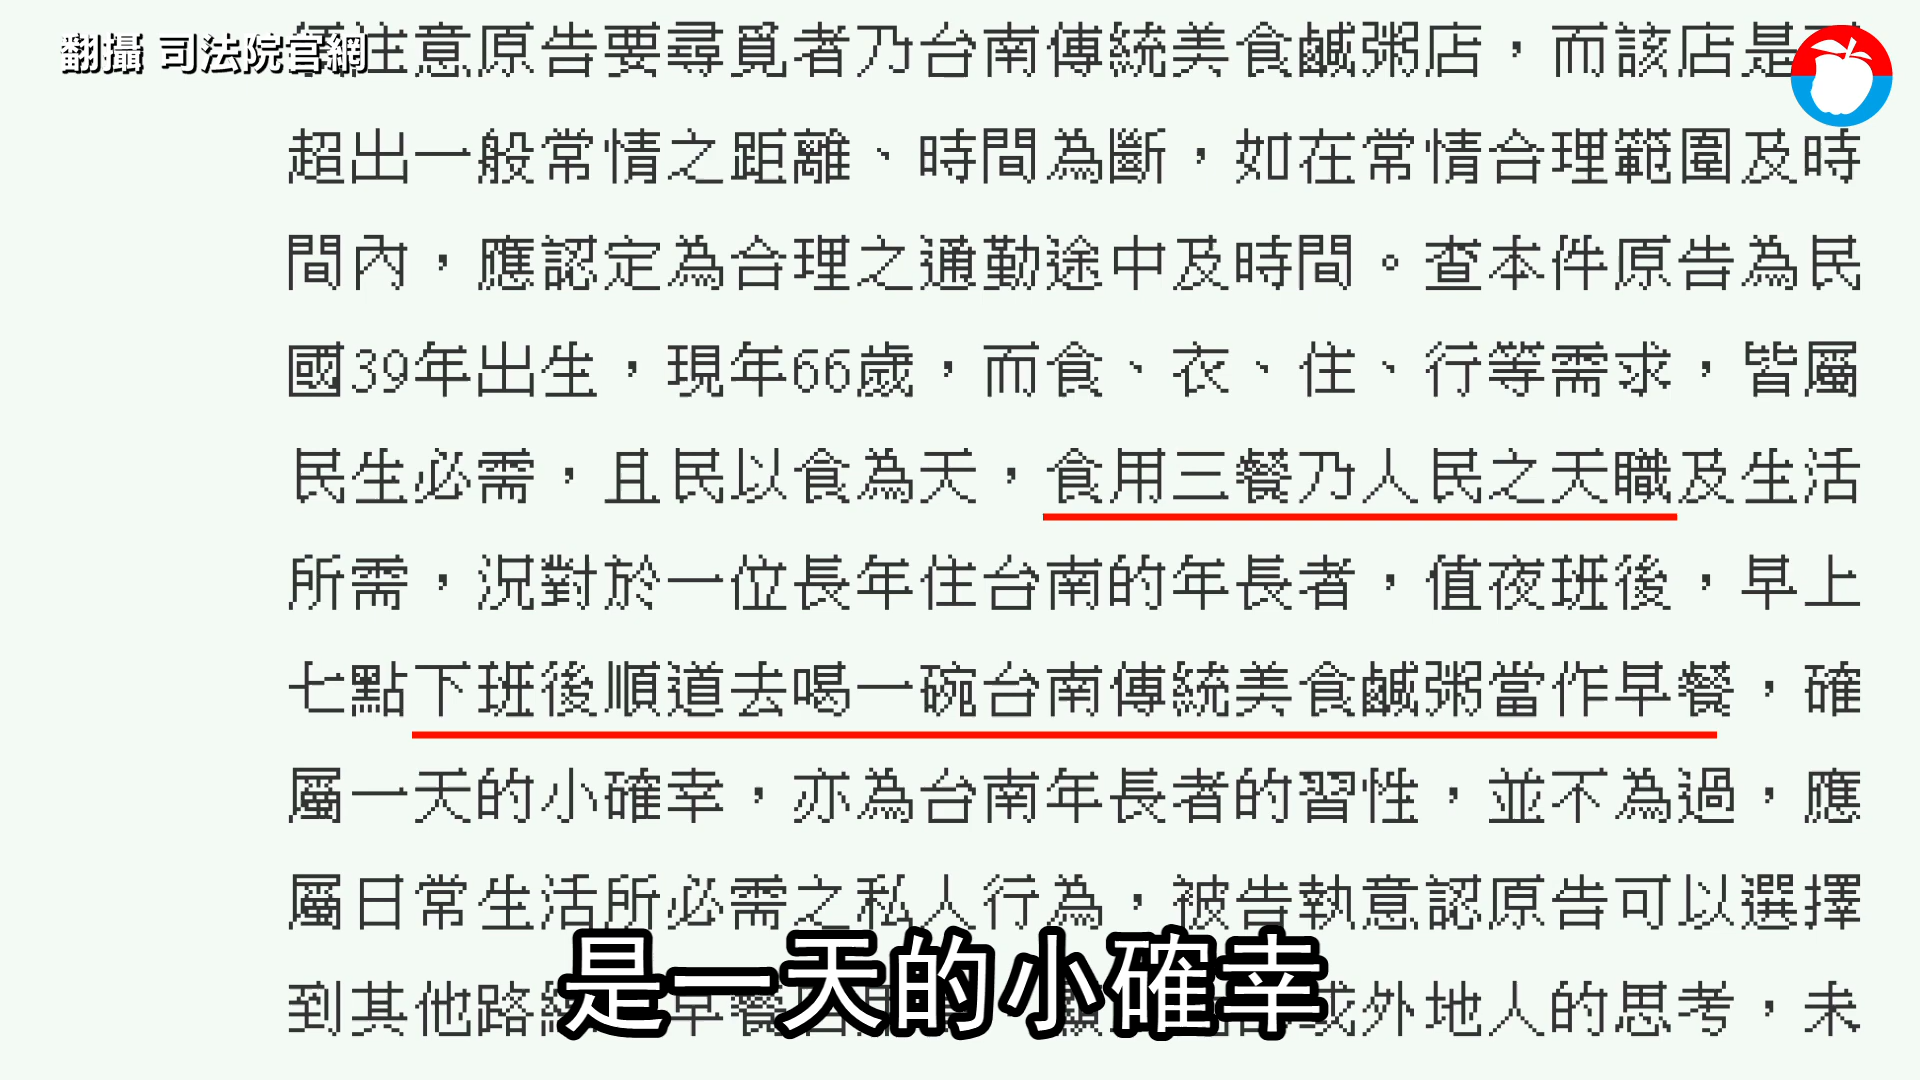 翻攝 司法院官網
注意原告要尋覓者乃台南傳統美食鹹粥店，而該店是
超出一般常情之距離、時間為斷，如在常情合理範圍及時
間內，應認定為合理之通勤途中及時間。查本件原告為民
國39年出生，現年66歲，而食、衣、住、行等需求，皆屬
民生必需，且民以食為天，食用三餐乃人民之天職及生活
所需，況對於一位長年住台南的年長者，值夜班後，早上
七點下班後順道去喝一碗台南傳統美食鹹粥當作早餐，確
屬一天的小確幸，亦為台南年長者的習性，並不為過，應
屬日常生活所必需之私人行為，被告執意認原告可以選擇
到其他路線早餐或外地人的思考，未
是一天的小確幸